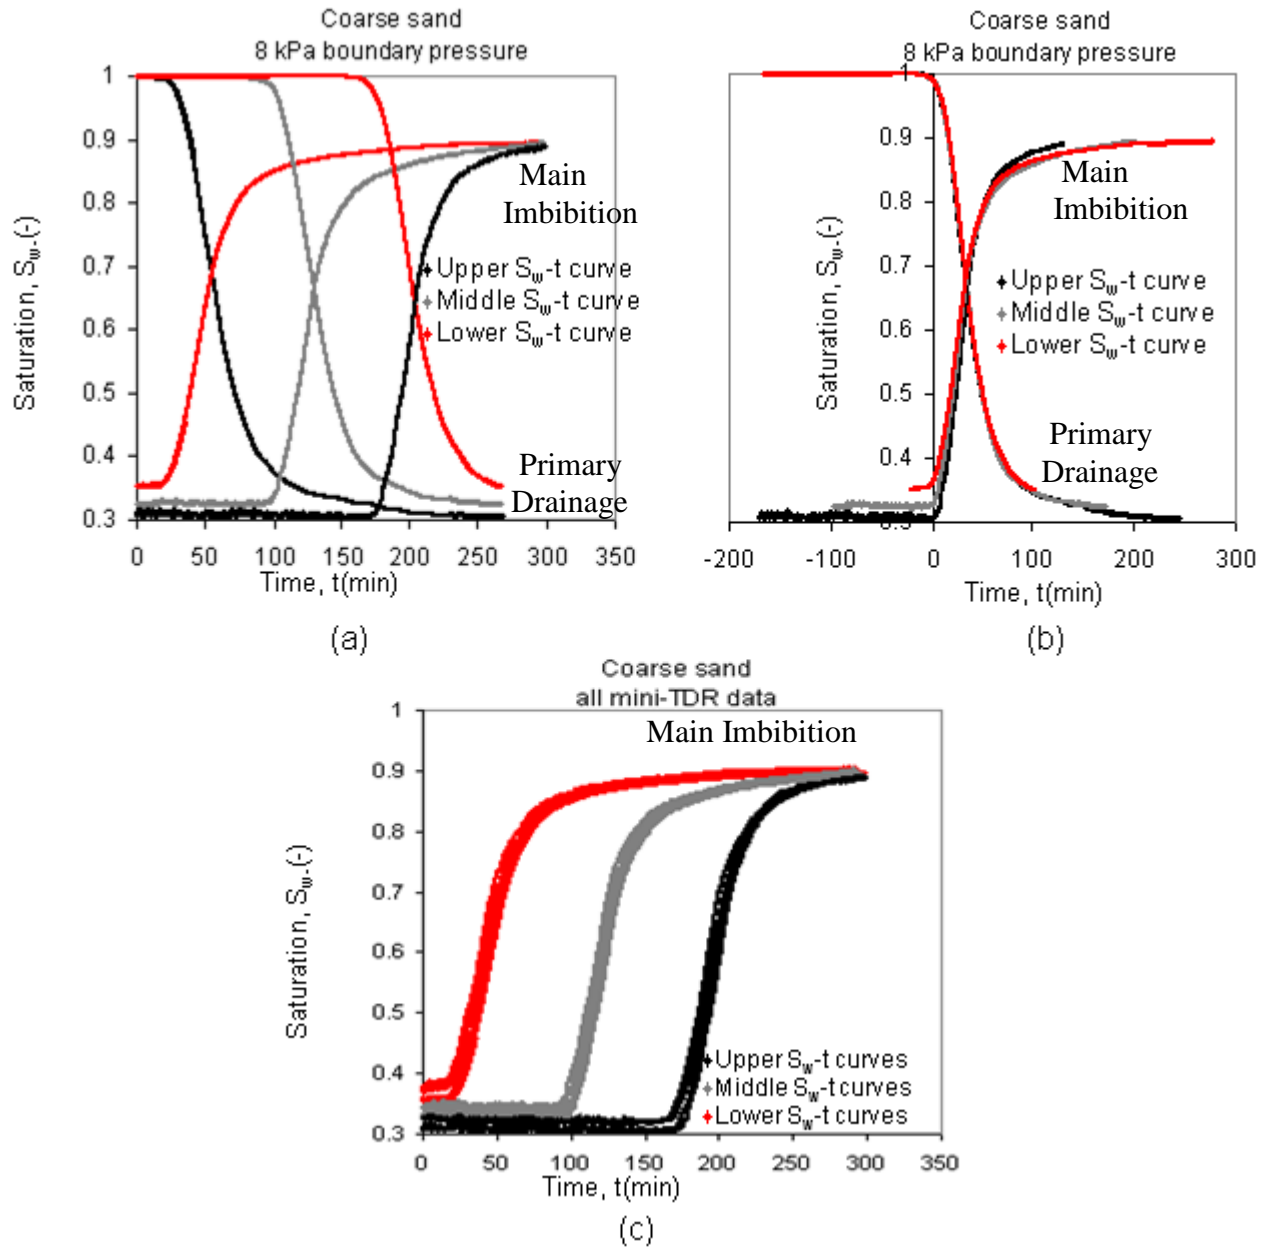 Coarse sand
8 kPa boundary pressure
1
0.9
0.8
0.7
0.6
0.5
0.4
0.3
Saturation, Sw-(-)
Main
Imbibition
Upper Sw-t curve
Middle Sw-t curve
Lower Sw-t curve
Primary
Drainage
0 50 100 150 200 250 300 350
Time, t(min)
(a)
Coarse sand
8 kPa boundary pressure
1
0.9
0.8
0.7
0.6
0.5
0.4
0.3
Saturation, Sw-(-)
Main
Imbibition
Upper Sw-t curve
Middle Sw-t curve
Lower Sw-t curve
Primary
Drainage
-200 -100 0 100 200 300
Time, t(min)
(b)
Coarse sand
all mini-TDR data
1
0.9
0.8
0.7
0.6
0.5
0.4
0.3
Saturation, Sw-(-)
Main Imbibition
Upper Sw-t curves
Middle Sw-t curves
Lower Sw-t curves
0 50 100 150 200 250 300 350
Time, t(min)
(c)